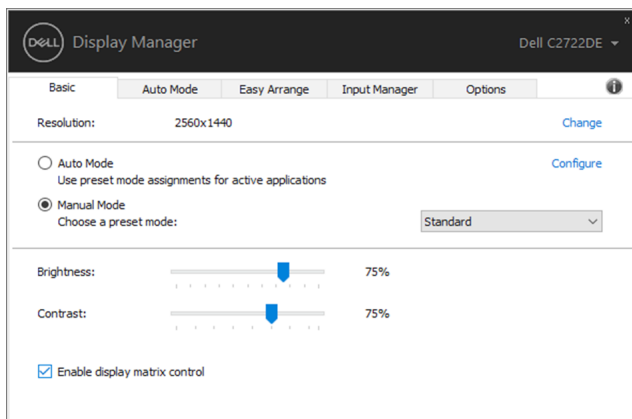 DELL Display Manager Dell C2722DE
Basic Auto Mode Easy Arrange Input Manager Options
Resolution: 2560x1440 Change
Auto Mode Configure
Use preset mode assignments for active applications
Manual Mode
Choose a preset mode: Standard
Brightness: 75%
Contrast: 75%
Enable display matrix control